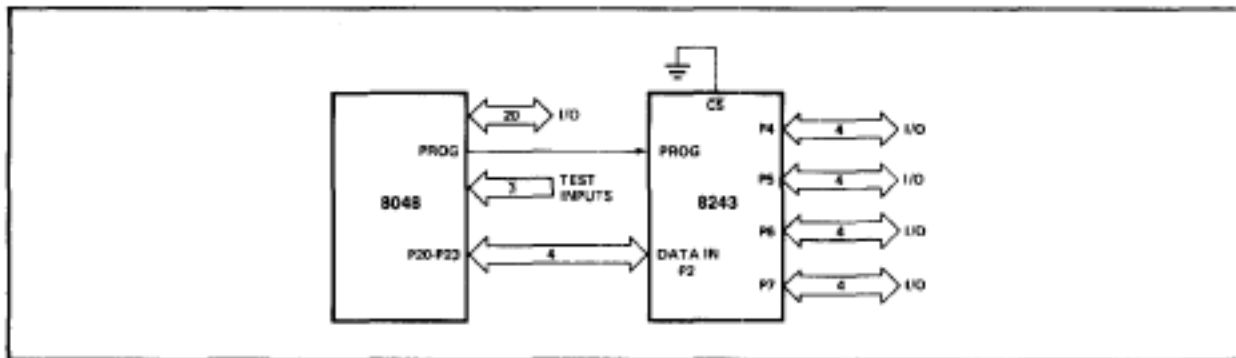 CS
20 I/O
P4 4 I/O
PROG PROG
P5 4 I/O
3 TEST
INPUTS
8048 8243
P6 4 I/O
P20-P23 4 DATA IN
P2
P7 4 I/O